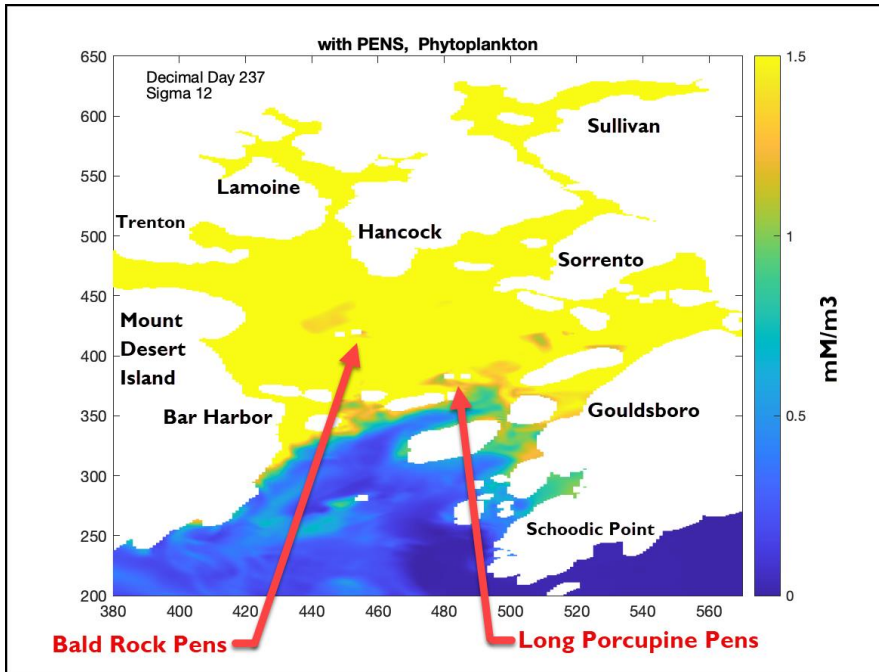 with PENS, Phytoplankton
Decimal Day 237
Sigma 12
650
600
550
500
450
400
350
300
250
200
380
400
420
440
460
480
500
520
540
560
1.5
1
0.5
0
mM/m3
Sullivan
Lamoine
Trenton
Hancock
Sorrento
Mount
Desert
Island
Bar Harbor
Gouldsboro
Schoodic Point
Bald Rock Pens
Long Porcupine Pens